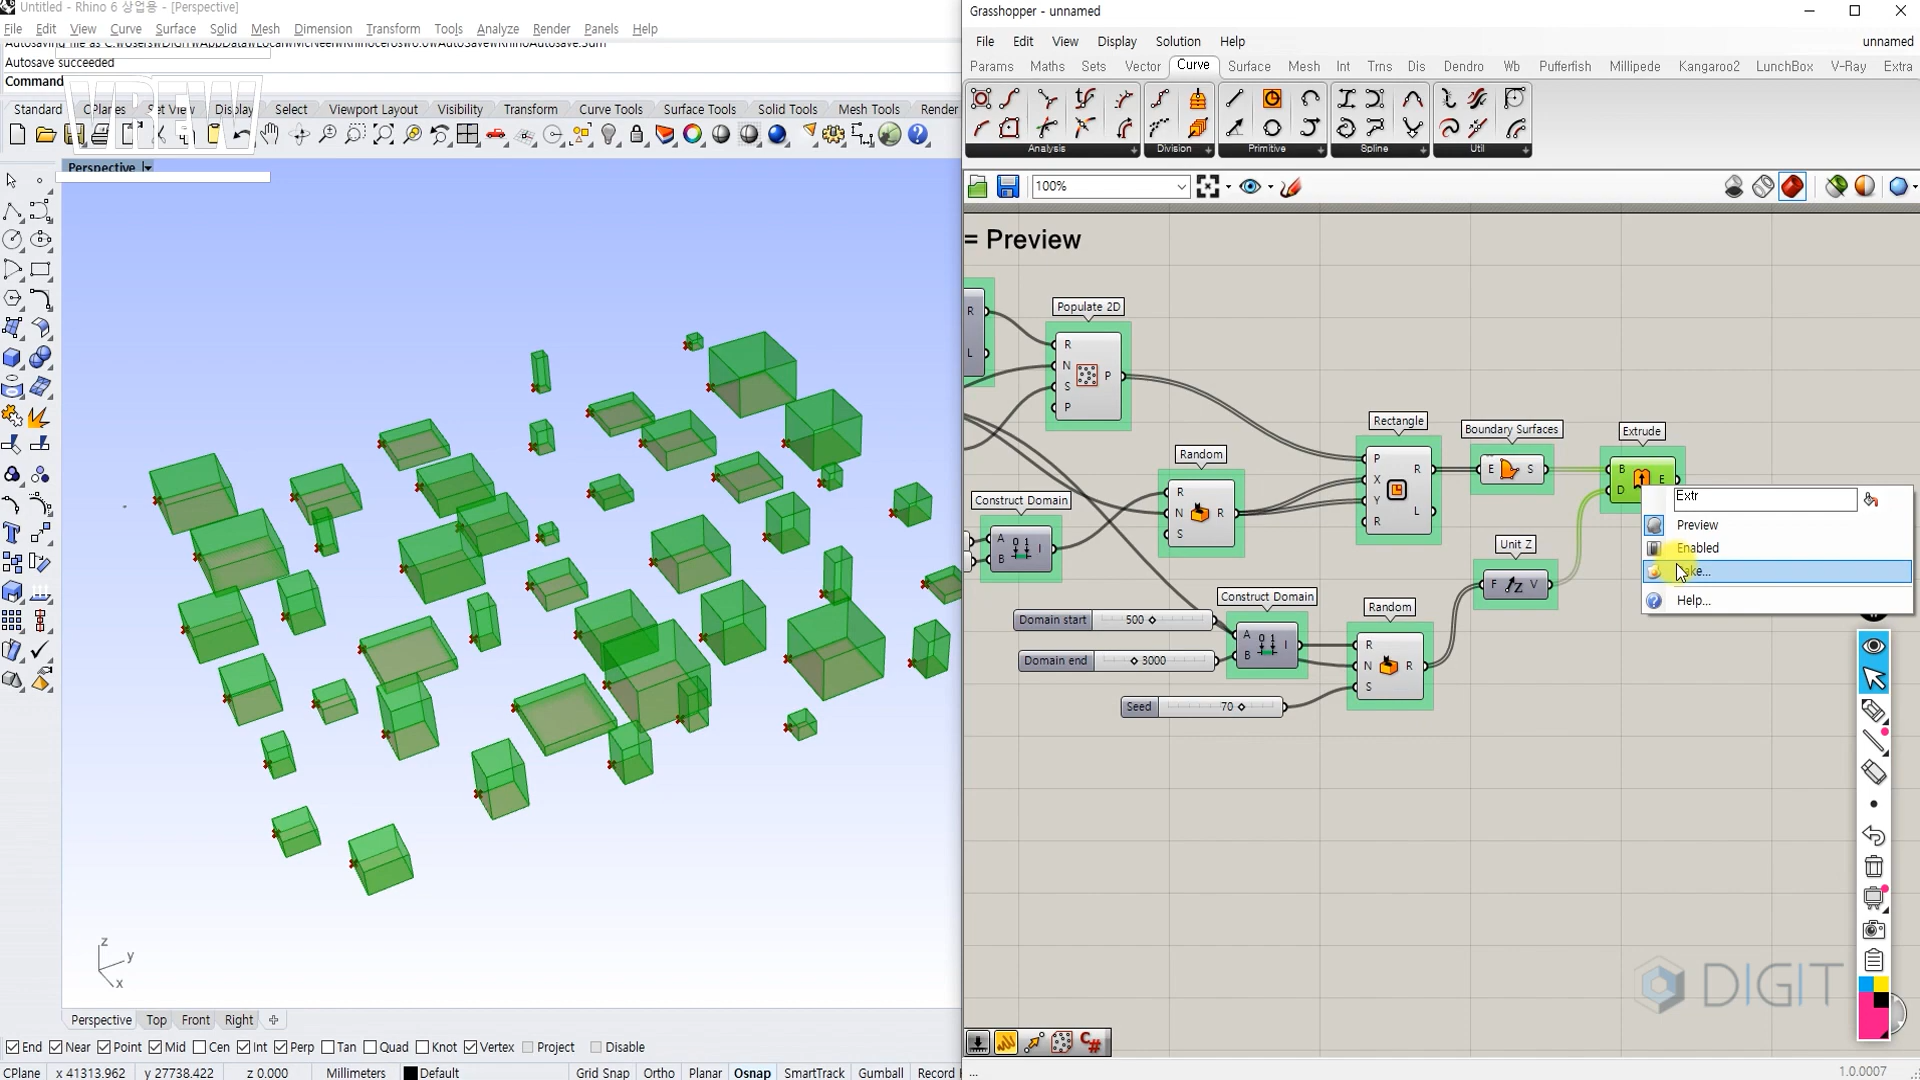 Untitled - Rhino 6 상업용 - [Perspective]
File Edit View Curve Surface Solid Mesh Dimension Transform Tools Analyze Render Panels Help
Autosave succeeded
Command
VREW
Standard CPlanes Set View Display Select Viewport Layout Visibility Transform Curve Tools Surface Tools Solid Tools Mesh Tools Render
Perspective
z
y
x
Perspective Top Front Right
End Near Point Mid Cen Int Perp Tan Quad Knot Vertex Project Disable
CPlane x 41313.962 y 27738.422 z 0.000 Millimeters Default Grid Snap Ortho Planar Osnap SmartTrack Gumball Record
Grasshopper - unnamed
File Edit View Display Solution Help unnamed
Params Maths Sets Vector Curve Surface Mesh Int Trns Dis Dendro Wb Pufferfish Millipede Kangaroo2 LunchBox V-Ray Extra
Analysis Division Primitive Spline Util
100%
= Preview
R
L
Populate 2D
R
N
S
P
P
Construct Domain
A
B
0 1
I
Random
R
N
S
R
Rectangle
P
X
Y
R
R
L
Boundary Surfaces
E S
Extrude
B
D
E
Extr
Preview
Enabled
ake...
Help...
Unit Z
F Z V
Domain start 500
Domain end 3000
Construct Domain
A
B
0 1
I
Random
R
N
S
R
Seed 70
C#
DIGIT
... 1.0.0007